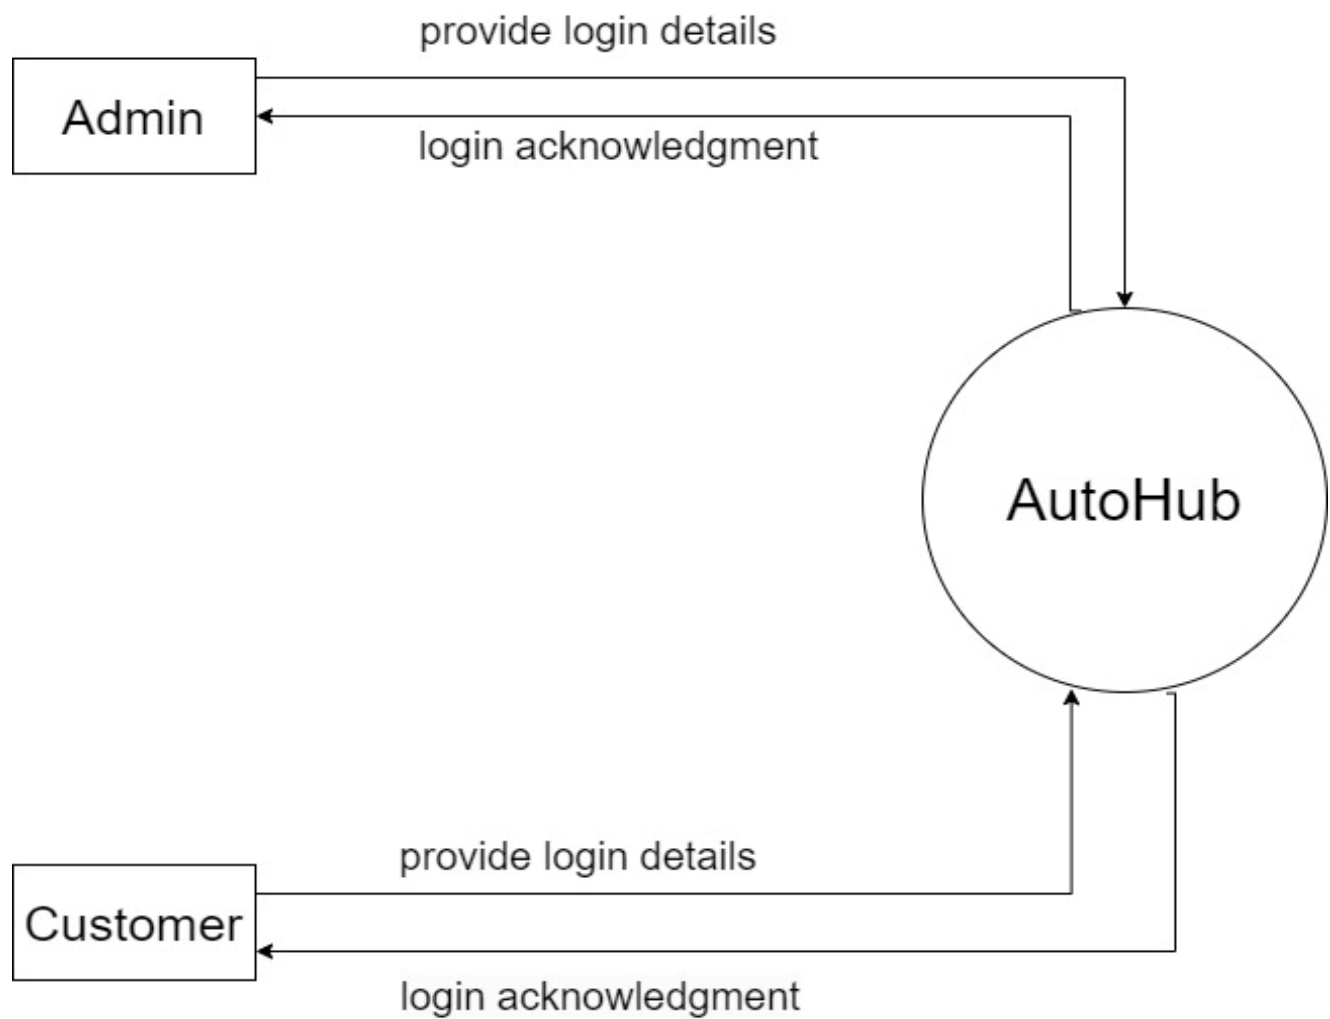 provide login details
Admin
login acknowledgment
AutoHub
provide login details
Customer
login acknowledgment